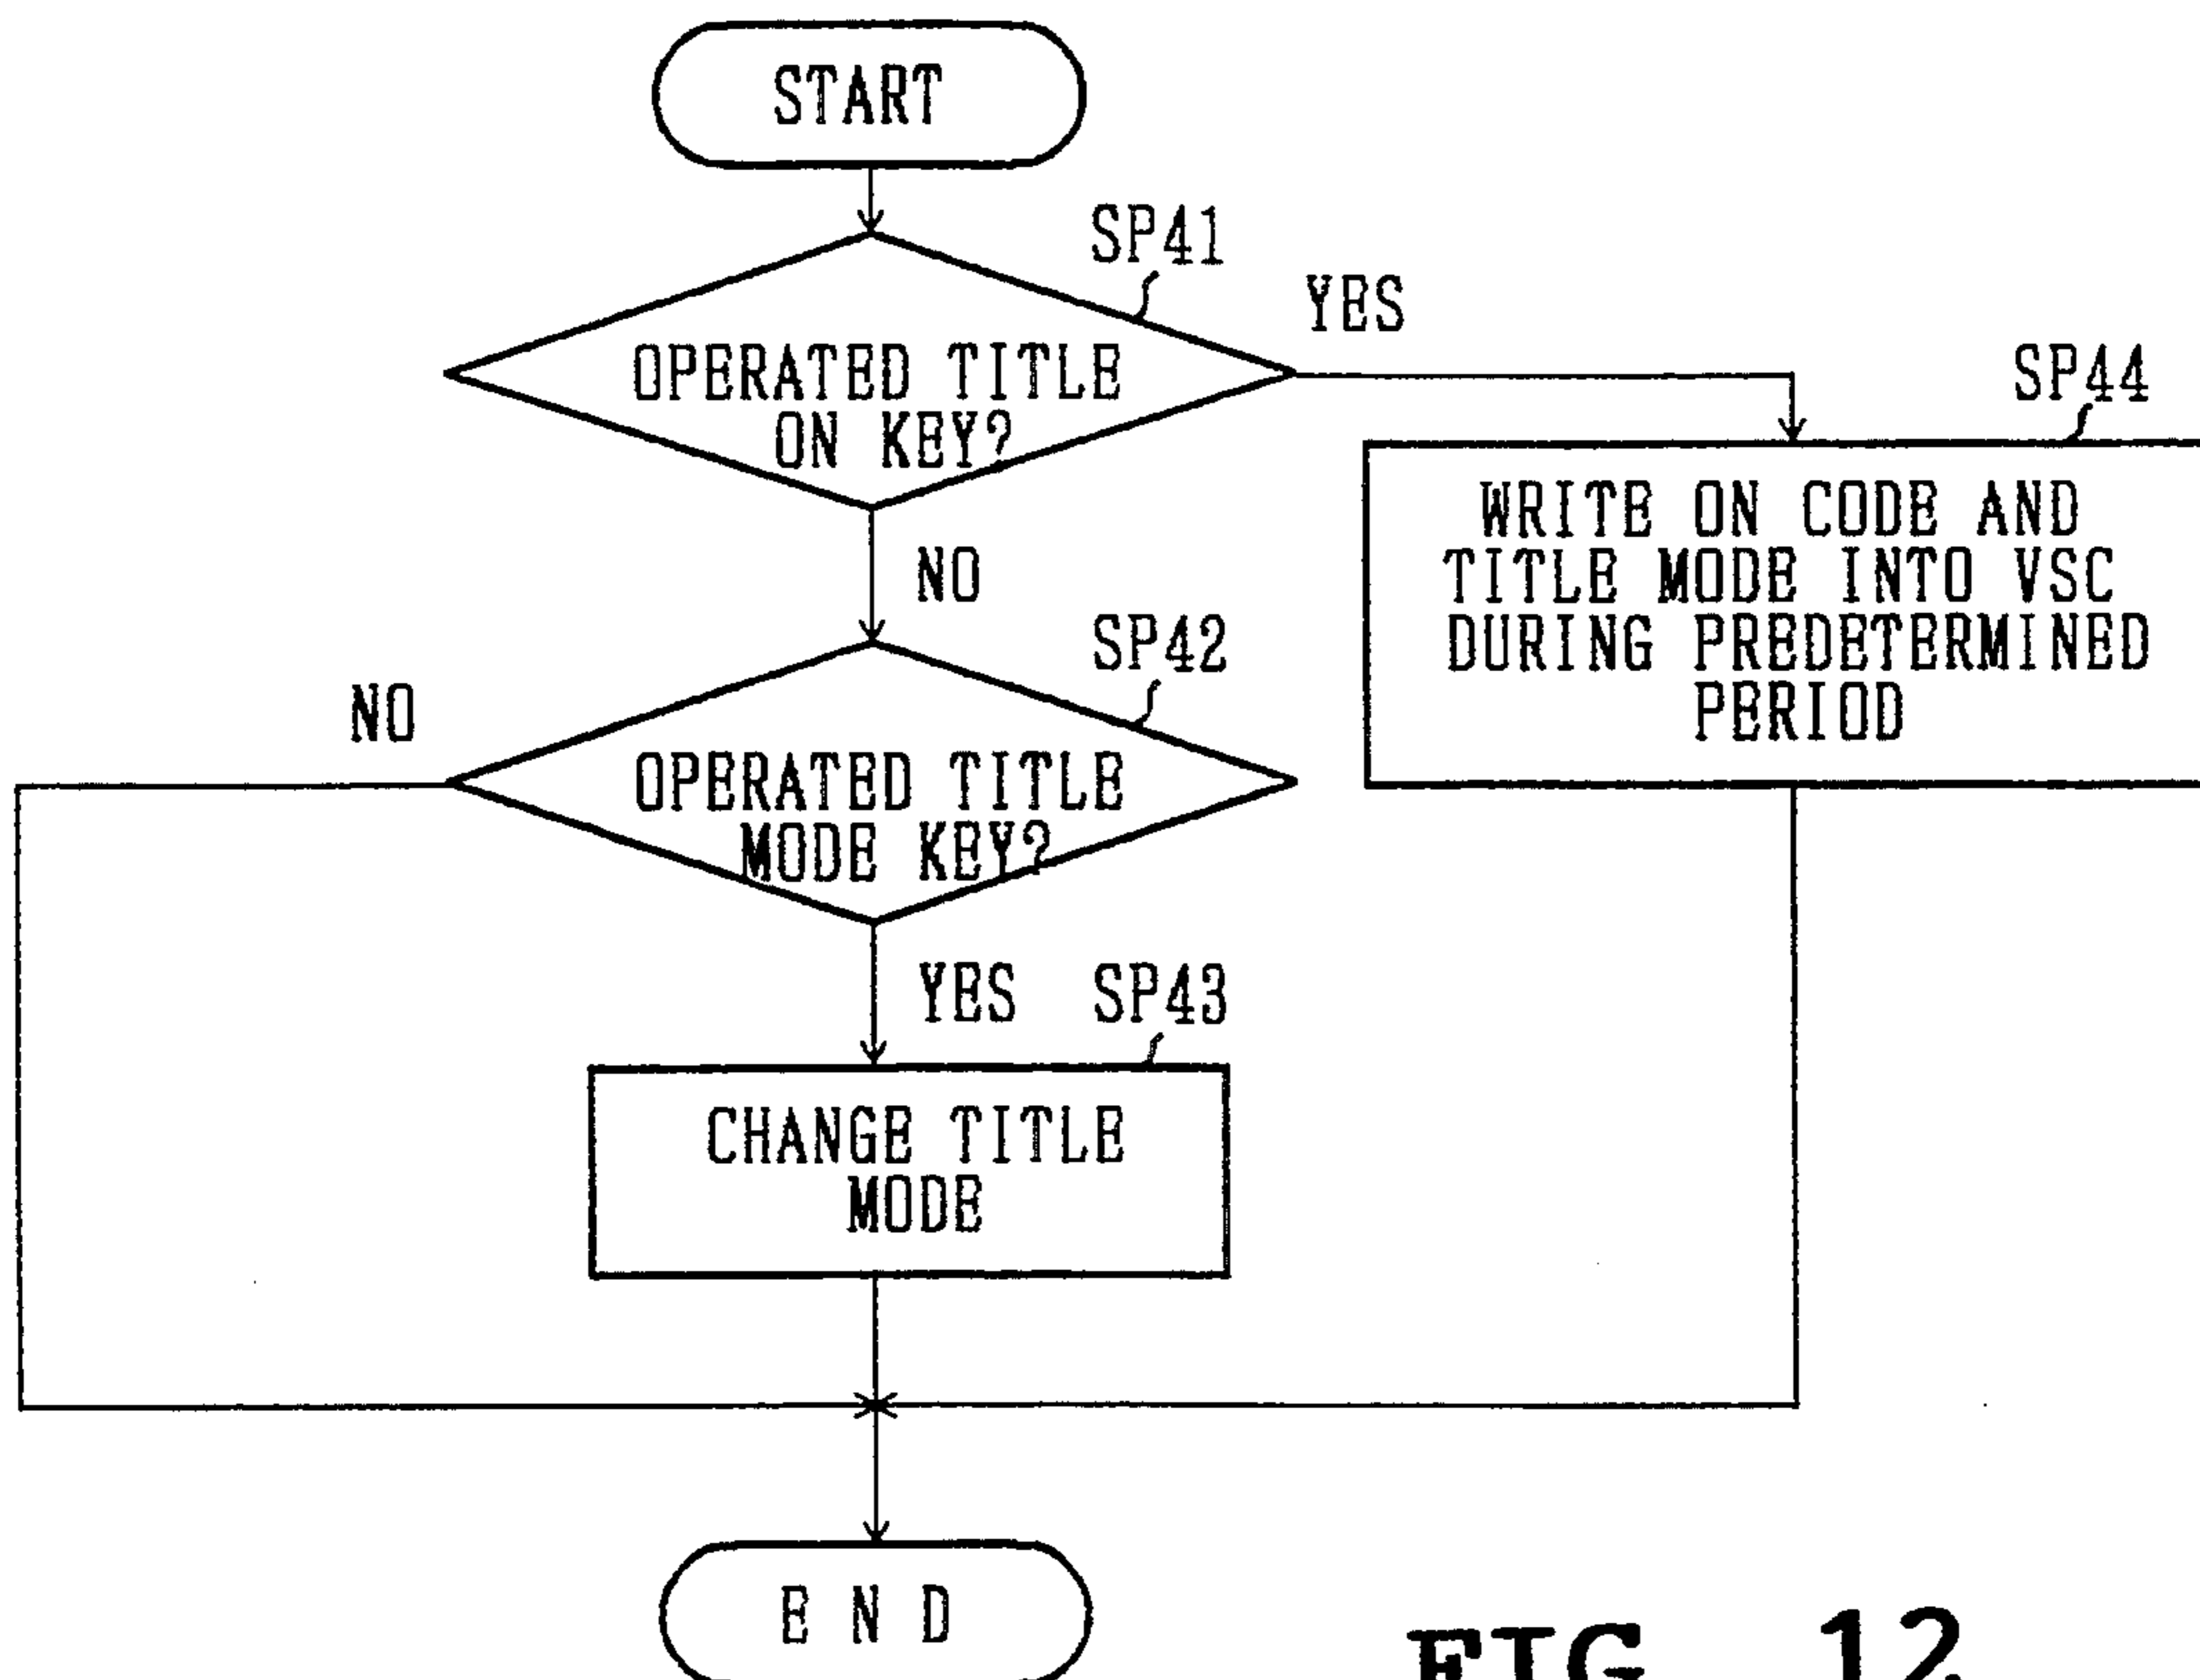 START
SP41
YES
OPERATED TITLE
ON KEY?
SP44
WRITE ON CODE AND
TITLE MODE INTO VSC
DURING PREDETERMINED
PERIOD
NO
SP42
NO
OPERATED TITLE
MODE KEY?
YES SP43
CHANGE TITLE
MODE
E N D
FIG. 12